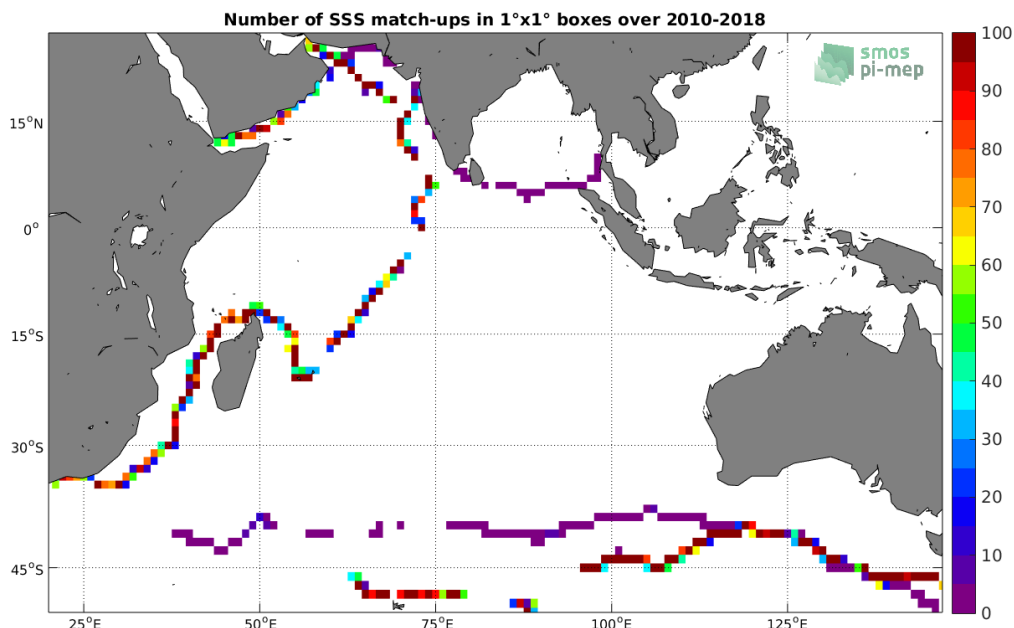 Number of SSS match-ups in 1°x1° boxes over 2010-2018
smos
pi-mep
15°N
0°
15°S
30°S
45°S
25°E
50°E
75°E
100°E
125°E
100
90
80
70
60
50
40
30
20
10
0